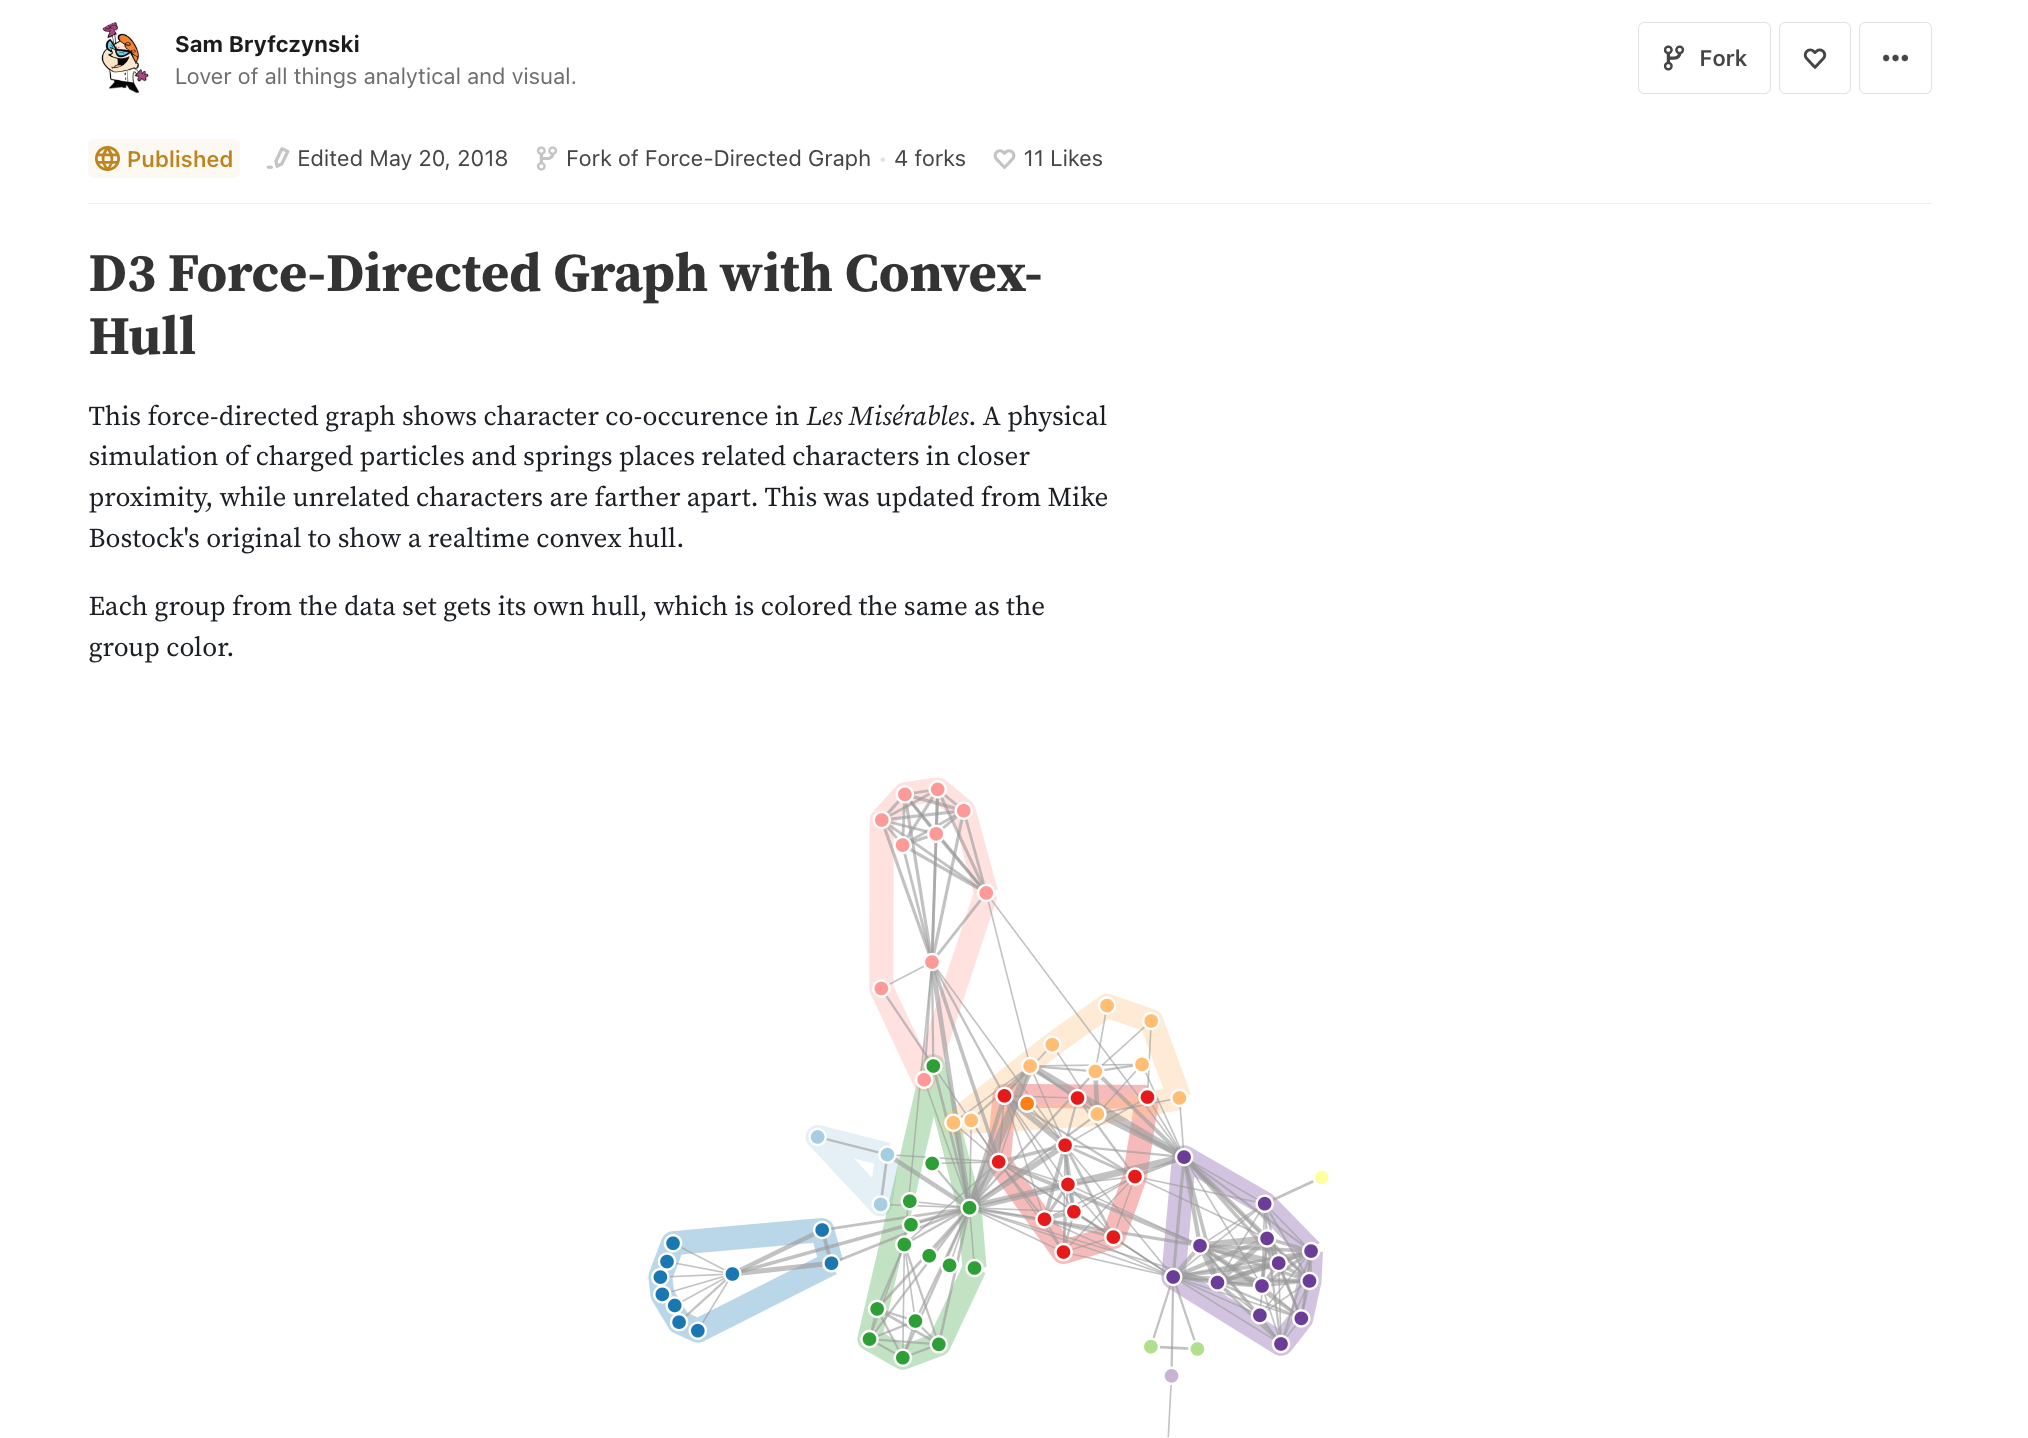 Sam Bryfczynski
Lover of all things analytical and visual.
Fork
Published
Edited May 20, 2018
Fork of Force-Directed Graph · 4 forks
11 Likes
D3 Force-Directed Graph with Convex-
Hull
This force-directed graph shows character co-occurence in Les Misérables. A physical
simulation of charged particles and springs places related characters in closer
proximity, while unrelated characters are farther apart. This was updated from Mike
Bostock's original to show a realtime convex hull.
Each group from the data set gets its own hull, which is colored the same as the
group color.